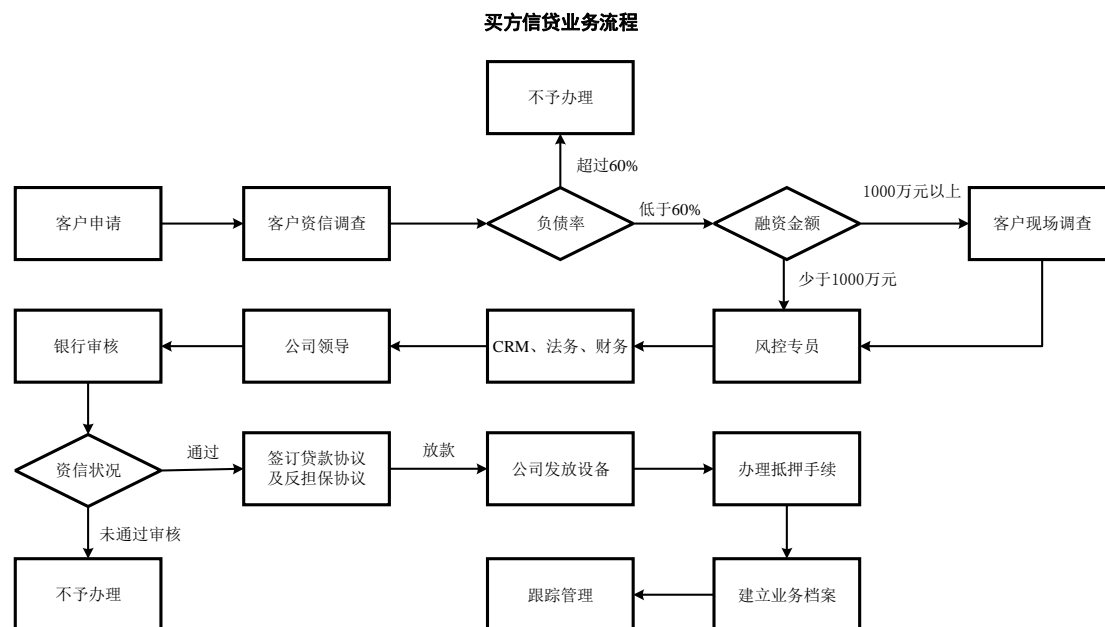 买方信贷业务流程
不予办理
超过60%
客户申请
客户资信调查
负债率
低于60%
融资金额
1000万元以上
客户现场调查
少于1000万元
银行审核
公司领导
CRM、法务、财务
风控专员
资信状况
通过
签订贷款协议
及反担保协议
放款
公司发放设备
办理抵押手续
未通过审核
不予办理
跟踪管理
建立业务档案